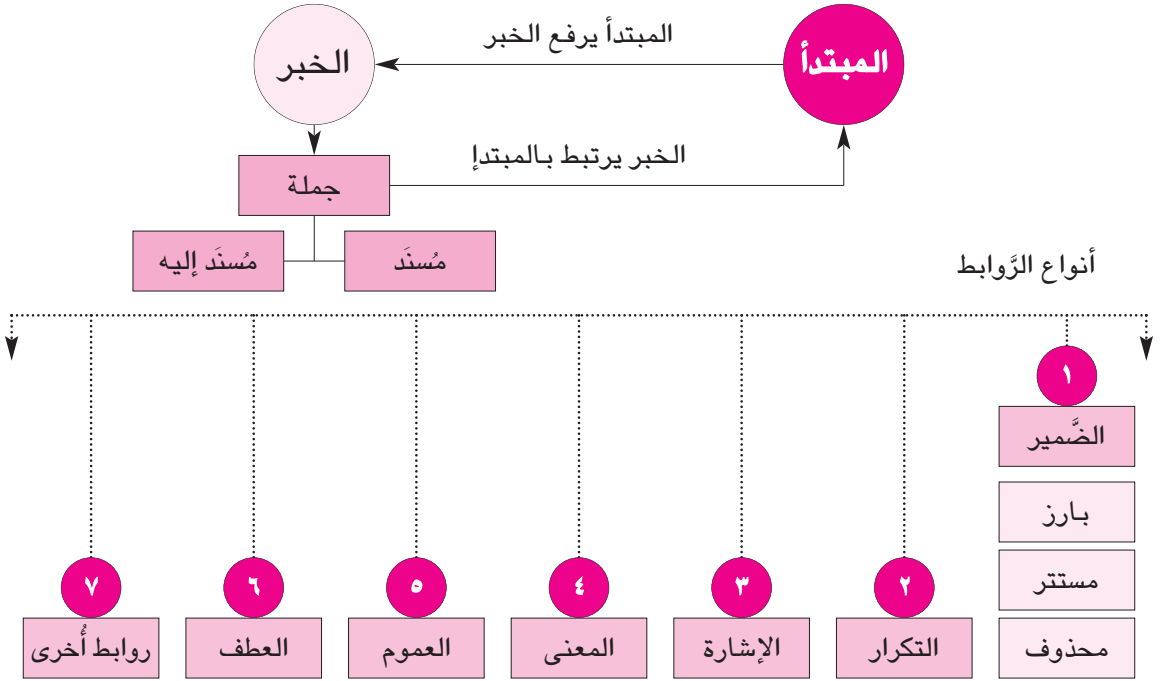 المبتدأ
المبتدأ يرفع الخبر
الخبر
الخبر يرتبط بالمبتدإ
جملة
مُسنَد
مُسنَد إليه
أنواع الرَّوابط
١
الضَّمير
بارز
مستتر
محذوف
٢
التكرار
٣
الإشارة
٤
المعنى
٥
العموم
٦
العطف
٧
روابط أُخرى